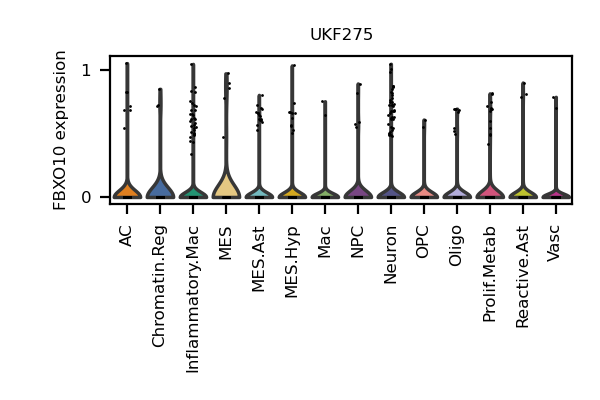 UKF275
FBXO10 expression
1
0
AC
Chromatin.Reg
Inflammatory.Mac
MES
MES.Ast
MES.Hyp
Mac
NPC
Neuron
OPC
Oligo
Prolif.Metab
Reactive.Ast
Vasc